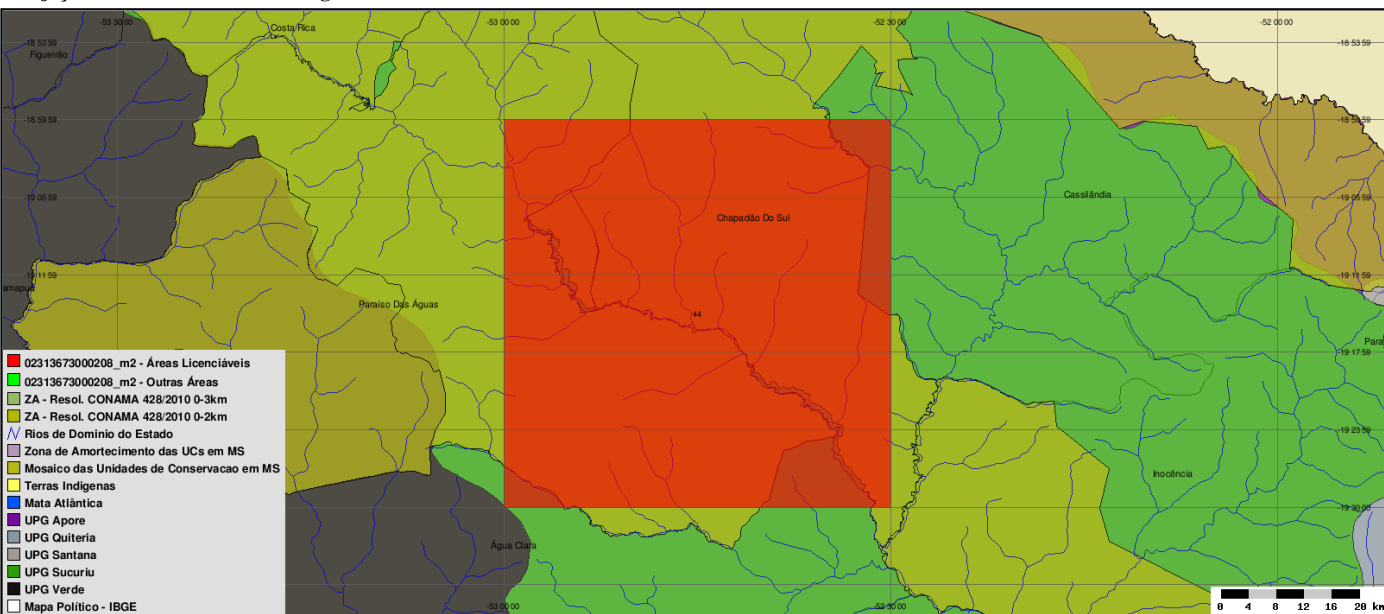 -53 30 00
-53 00 00
-52 30 00
-52 00 00
Costa Rica
-18 53 59
-18 53 59
Figueirão
-18 59 59
-18 59 59
Cassilândia
-19 05 59
-19 05 59
Chapadão Do Sul
-19 11 59
-19 11 59
Paraíso Das Águas
44
-19 17 59
02313673000208_m2 - Áreas Licenciáveis
02313673000208_m2 - Outras Áreas
ZA - Resol. CONAMA 428/2010 0-3km
ZA - Resol. CONAMA 428/2010 0-2km
Rios de Dominio do Estado
-19 23 59
Zona de Amortecimento das UCs em MS
Mosaico das Unidades de Conservacao em MS
Inocência
Terras Indigenas
Mata Atlântica
-19 30 00
UPG Apore
UPG Quiteria
Água Clara
UPG Santana
UPG Sucuriu
UPG Verde
Mapa Político - IBGE
-53 00 00
-52 30 00
0 4 8 12 16 20 km